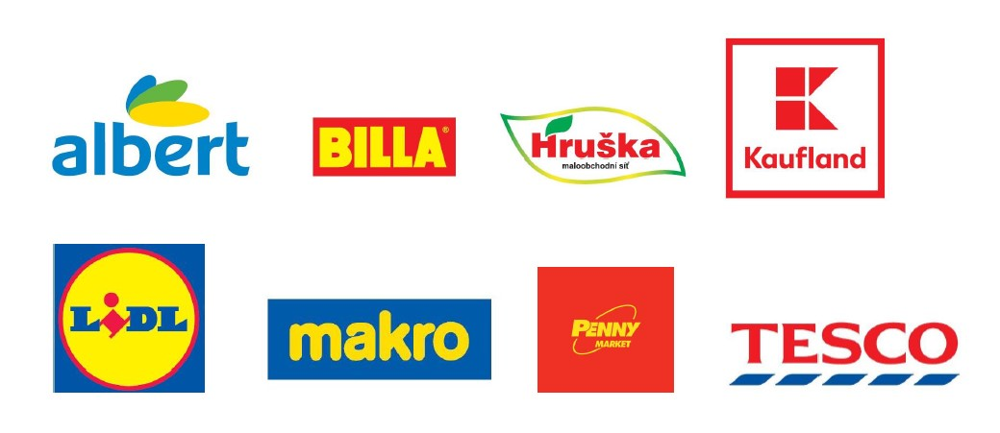 albert
BILLA®
Hruška
maloobchodní síť
Kaufland
LiDL
makro
PENNY
MARKET
TESCO